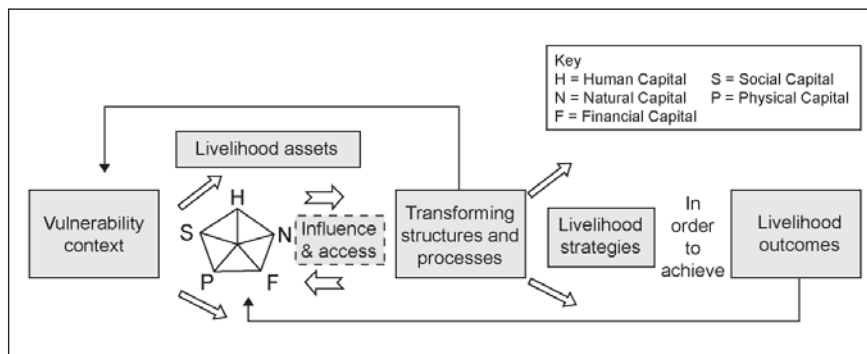 Key
H = Human Capital S = Social Capital
N = Natural Capital P = Physical Capital
F = Financial Capital
Livelihood assets
Vulnerability
context
H
S
N
P
F
Influence
& access
Transforming
structures and
processes
Livelihood
strategies
In
order
to
achieve
Livelihood
outcomes